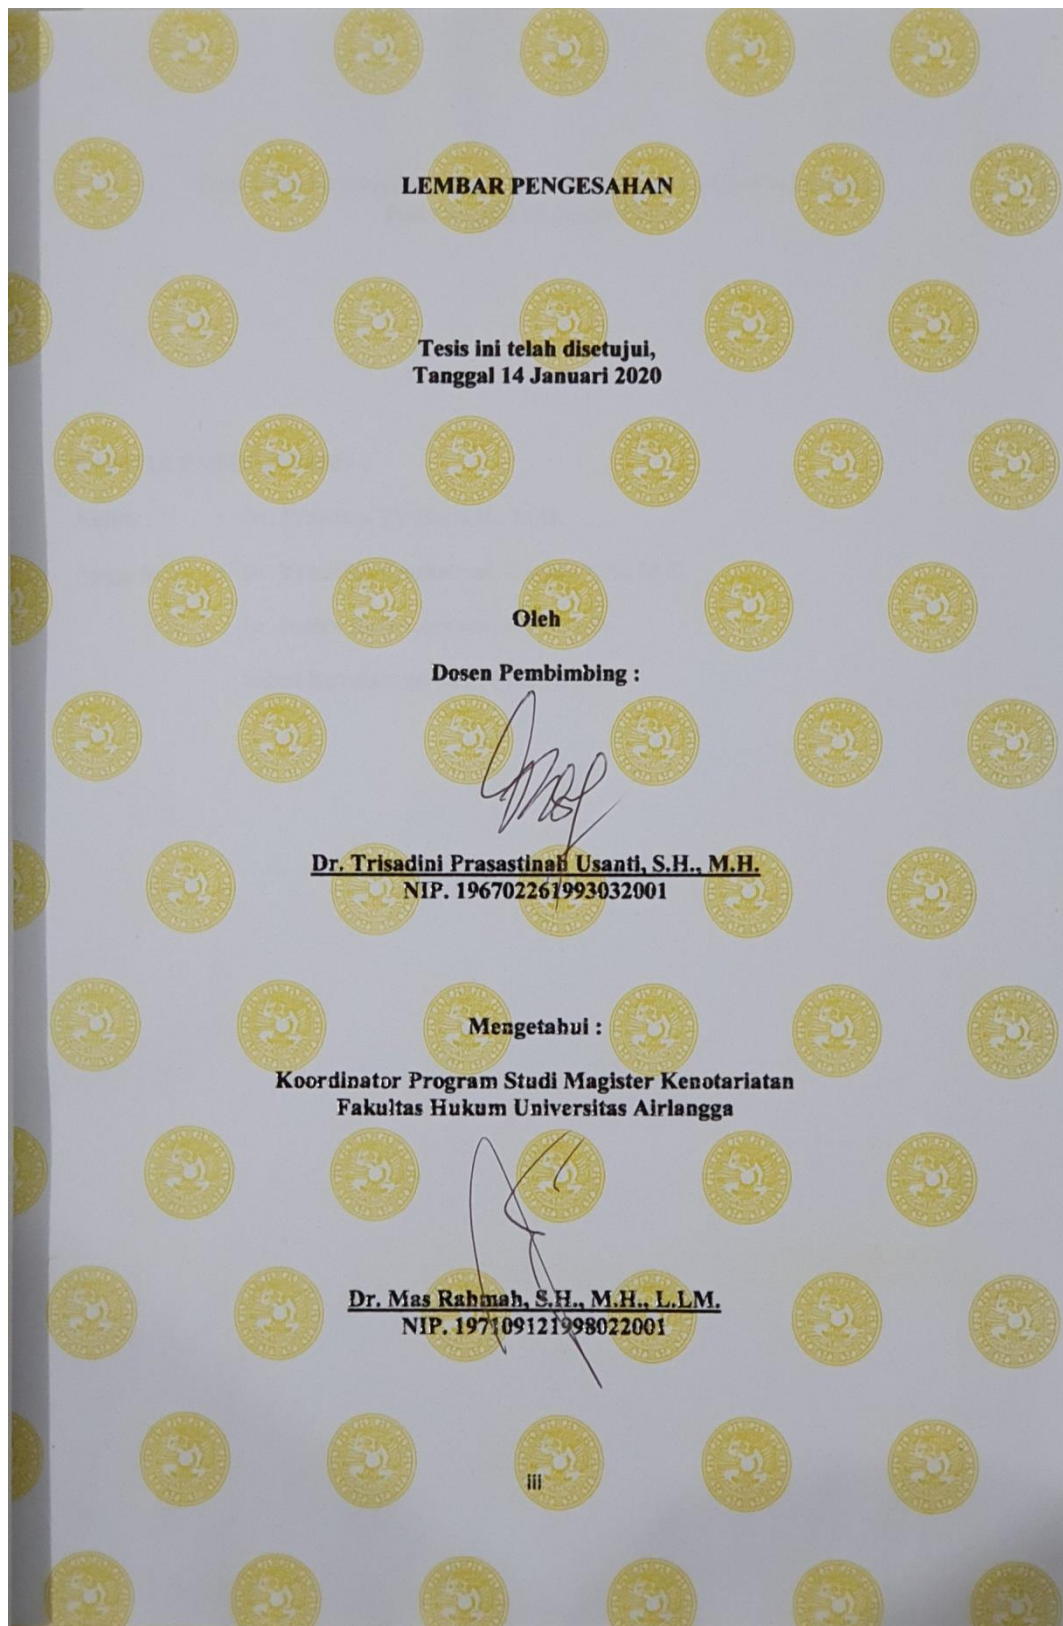 LEMBAR PENGESAHAN
Tesis ini telah disetujui,
Tanggal 14 Januari 2020
Oleh
Dosen Pembimbing :
Dr. Trisadini Prasastinah Usanti, S.H., M.H.
NIP. 196702261993032001
Mengetahui :
Koordinator Program Studi Magister Kenotariatan
Fakultas Hukum Universitas Airlangga
Dr. Mas Rahmah, S.H., M.H., L.LM.
NIP. 197109121998022001
iii